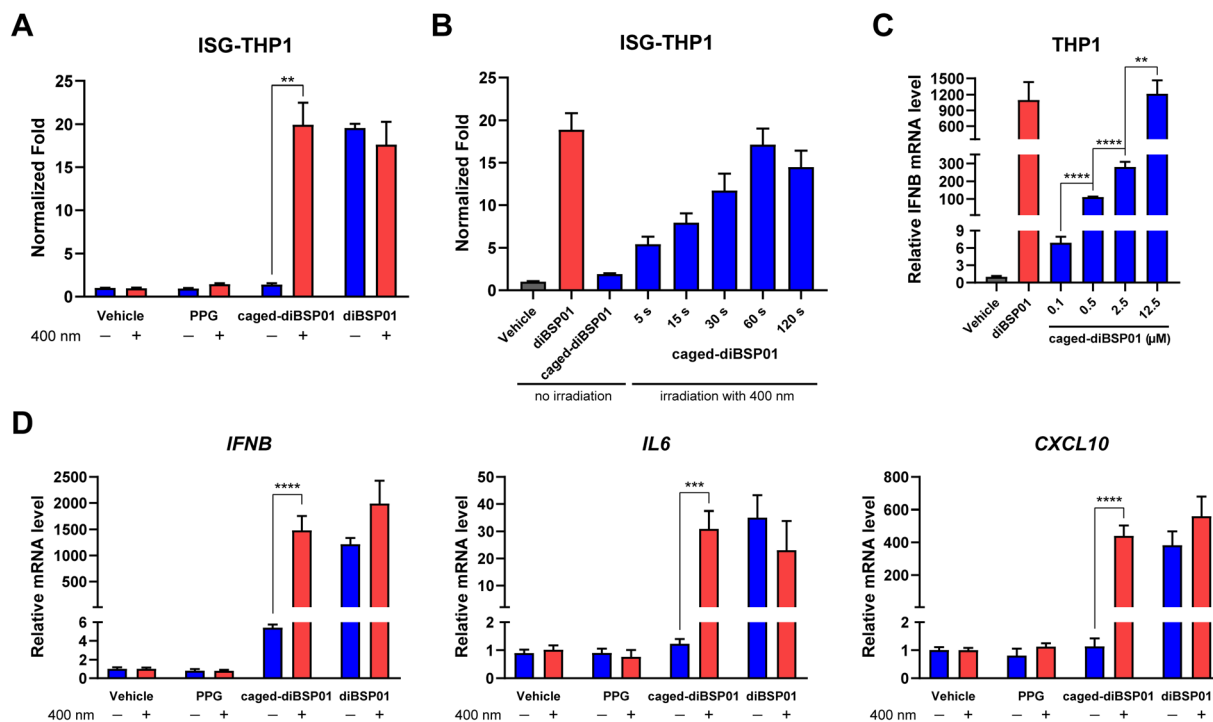 A
ISG-THP1
Normalized Fold
25
20
15
10
5
0
**
Vehicle PPG caged-diBSP01 diBSP01
400 nm — + — + — + — +
B
ISG-THP1
Normalized Fold
25
20
15
10
5
0
Vehicle
diBSP01
caged-diBSP01
5 s
15 s
30 s
60 s
120 s
caged-diBSP01
no irradiation irradiation with 400 nm
C
THP1
Relative IFNB mRNA level
1500
1200
900
600
300
200
100
9
6
3
0
****
****
**
Vehicle
diBSP01
0.1
0.5
2.5
12.5
caged-diBSP01 (µM)
D
IFNB
Relative mRNA level
2500
2000
1500
1000
500
6
4
2
0
****
Vehicle PPG caged-diBSP01 diBSP01
400 nm — + — + — + — +
IL6
Relative mRNA level
50
40
30
20
10
2
1
0
***
Vehicle PPG caged-diBSP01 diBSP01
400 nm — + — + — + — +
CXCL10
Relative mRNA level
800
600
400
200
2
1
0
****
Vehicle PPG caged-diBSP01 diBSP01
400 nm — + — + — + — +